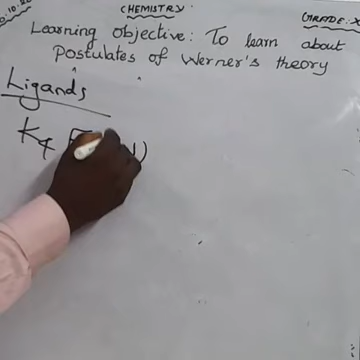 CHEMISTRY
Learning objective: To learn about
Postulates of Werner's theory
Ligands
K4